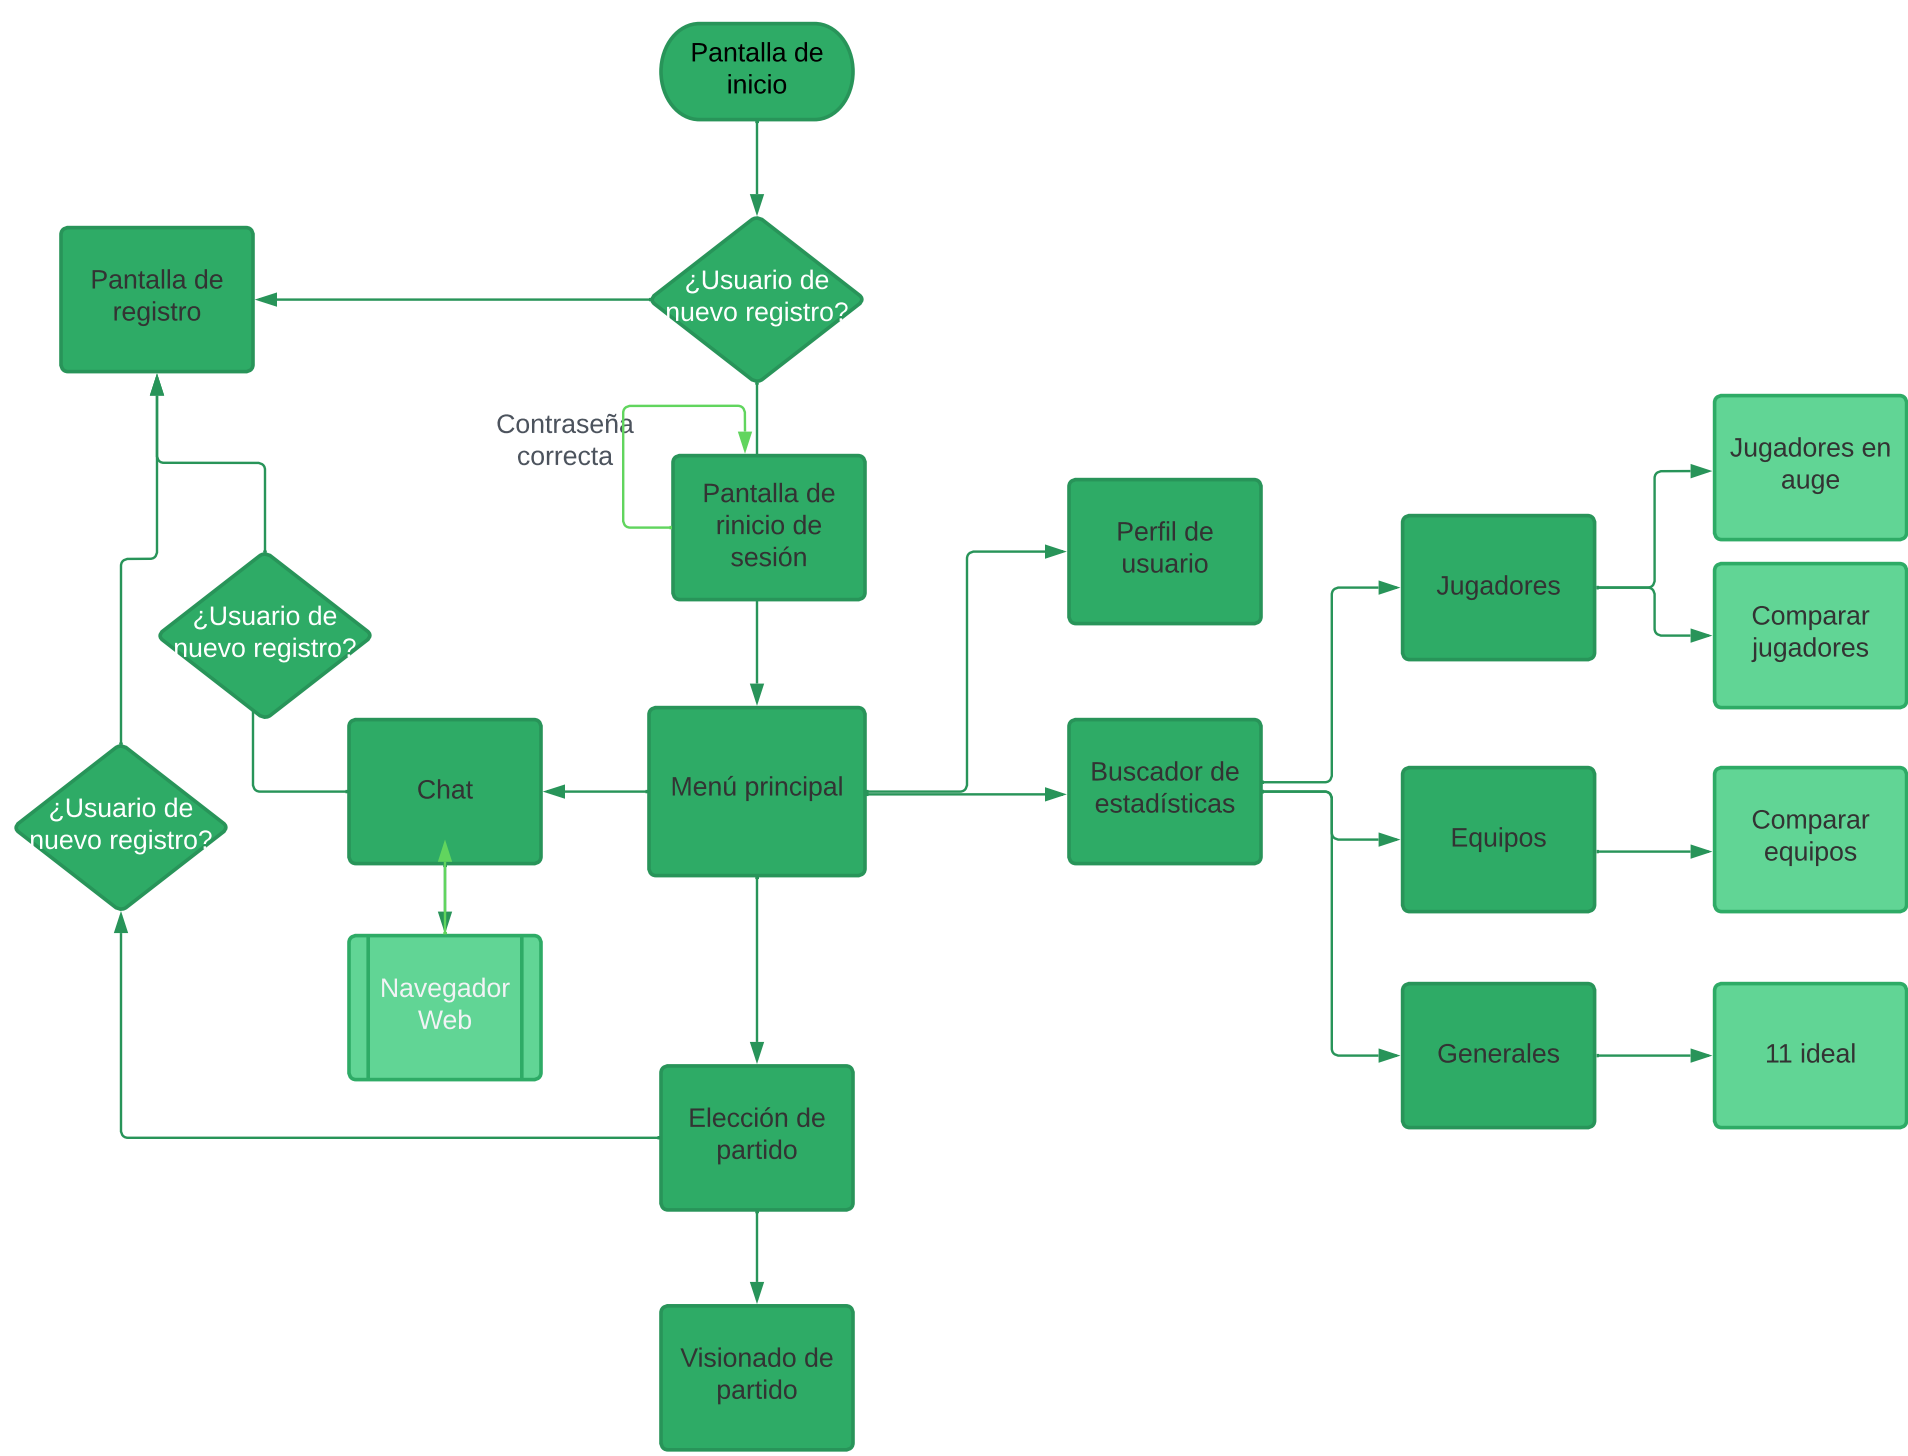 Pantalla de
inicio
Pantalla de
registro
¿Usuario de
nuevo registro?
Contraseña
correcta
Pantalla de
rinicio de
sesión
Perfil de
usuario
Jugadores en
auge
Jugadores
Comparar
jugadores
¿Usuario de
nuevo registro?
¿Usuario de
nuevo registro?
Chat
Menú principal
Buscador de
estadísticas
Equipos
Comparar
equipos
Navegador
Web
Generales
11 ideal
Elección de
partido
Visionado de
partido